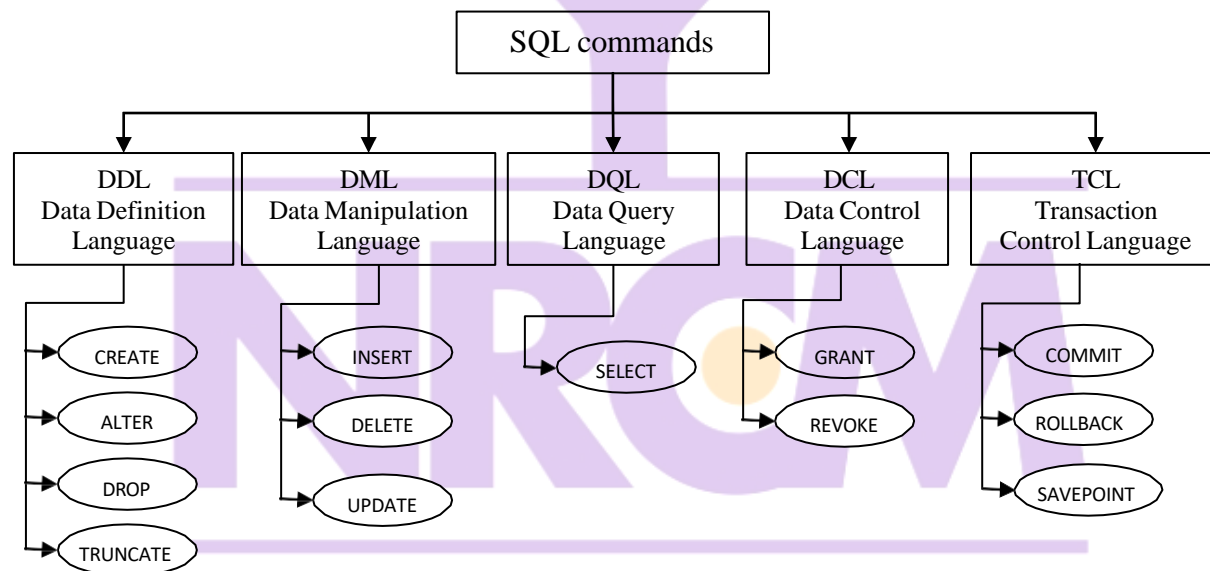 SQL commands
DDL
Data Definition
Language
DML
Data Manipulation
Language
DQL
Data Query
Language
DCL
Data Control
Language
TCL
Transaction
Control Language
CREATE
ALTER
DROP
TRUNCATE
INSERT
DELETE
UPDATE
SELECT
GRANT
REVOKE
COMMIT
ROLLBACK
SAVEPOINT
NRCM